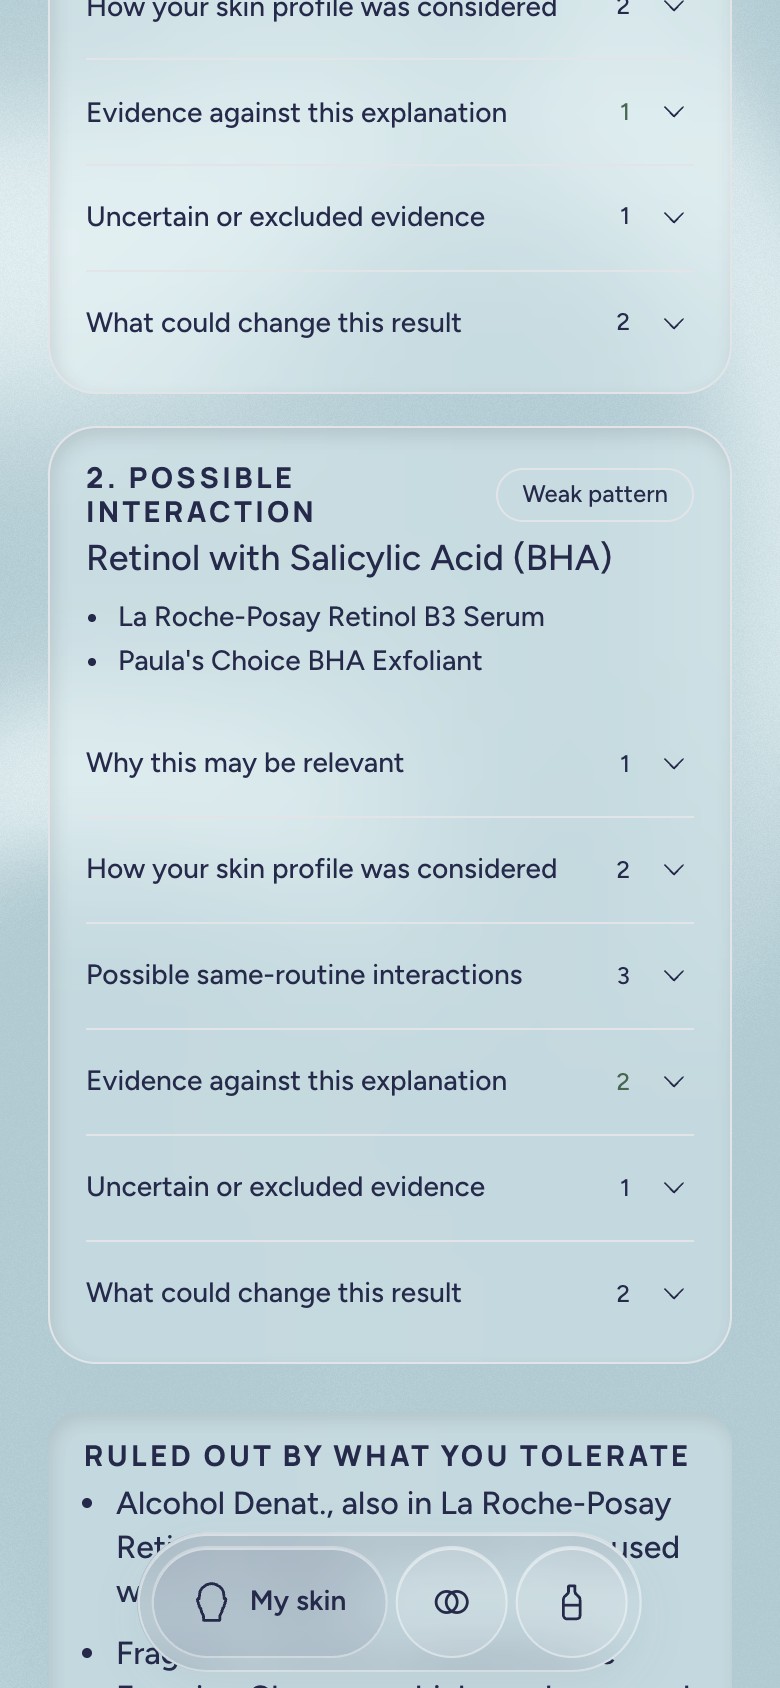 How your skin profile was considered 2
Evidence against this explanation 1
Uncertain or excluded evidence 1
What could change this result 2
2. POSSIBLE
INTERACTION
Weak pattern
Retinol with Salicylic Acid (BHA)
• La Roche-Posay Retinol B3 Serum
• Paula's Choice BHA Exfoliant
Why this may be relevant 1
How your skin profile was considered 2
Possible same-routine interactions 3
Evidence against this explanation 2
Uncertain or excluded evidence 1
What could change this result 2
RULED OUT BY WHAT YOU TOLERATE
• Alcohol Denat., also in La Roche-Posay
used
My skin